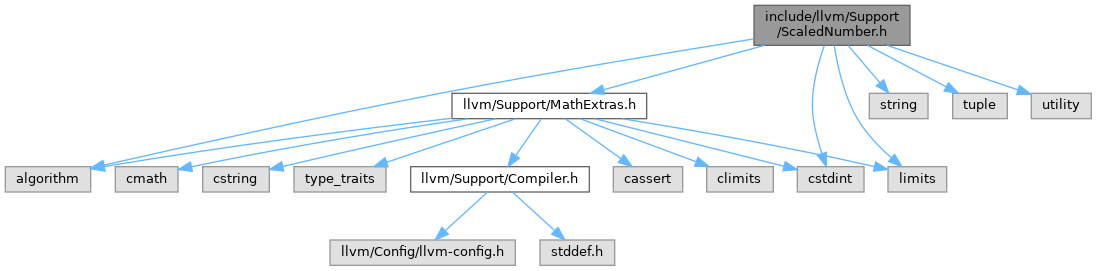 include/llvm/Support
/ScaledNumber.h
llvm/Support/MathExtras.h
string
tuple
utility
algorithm
cmath
cstring
type_traits
llvm/Support/Compiler.h
cassert
climits
cstdint
limits
llvm/Config/llvm-config.h
stddef.h